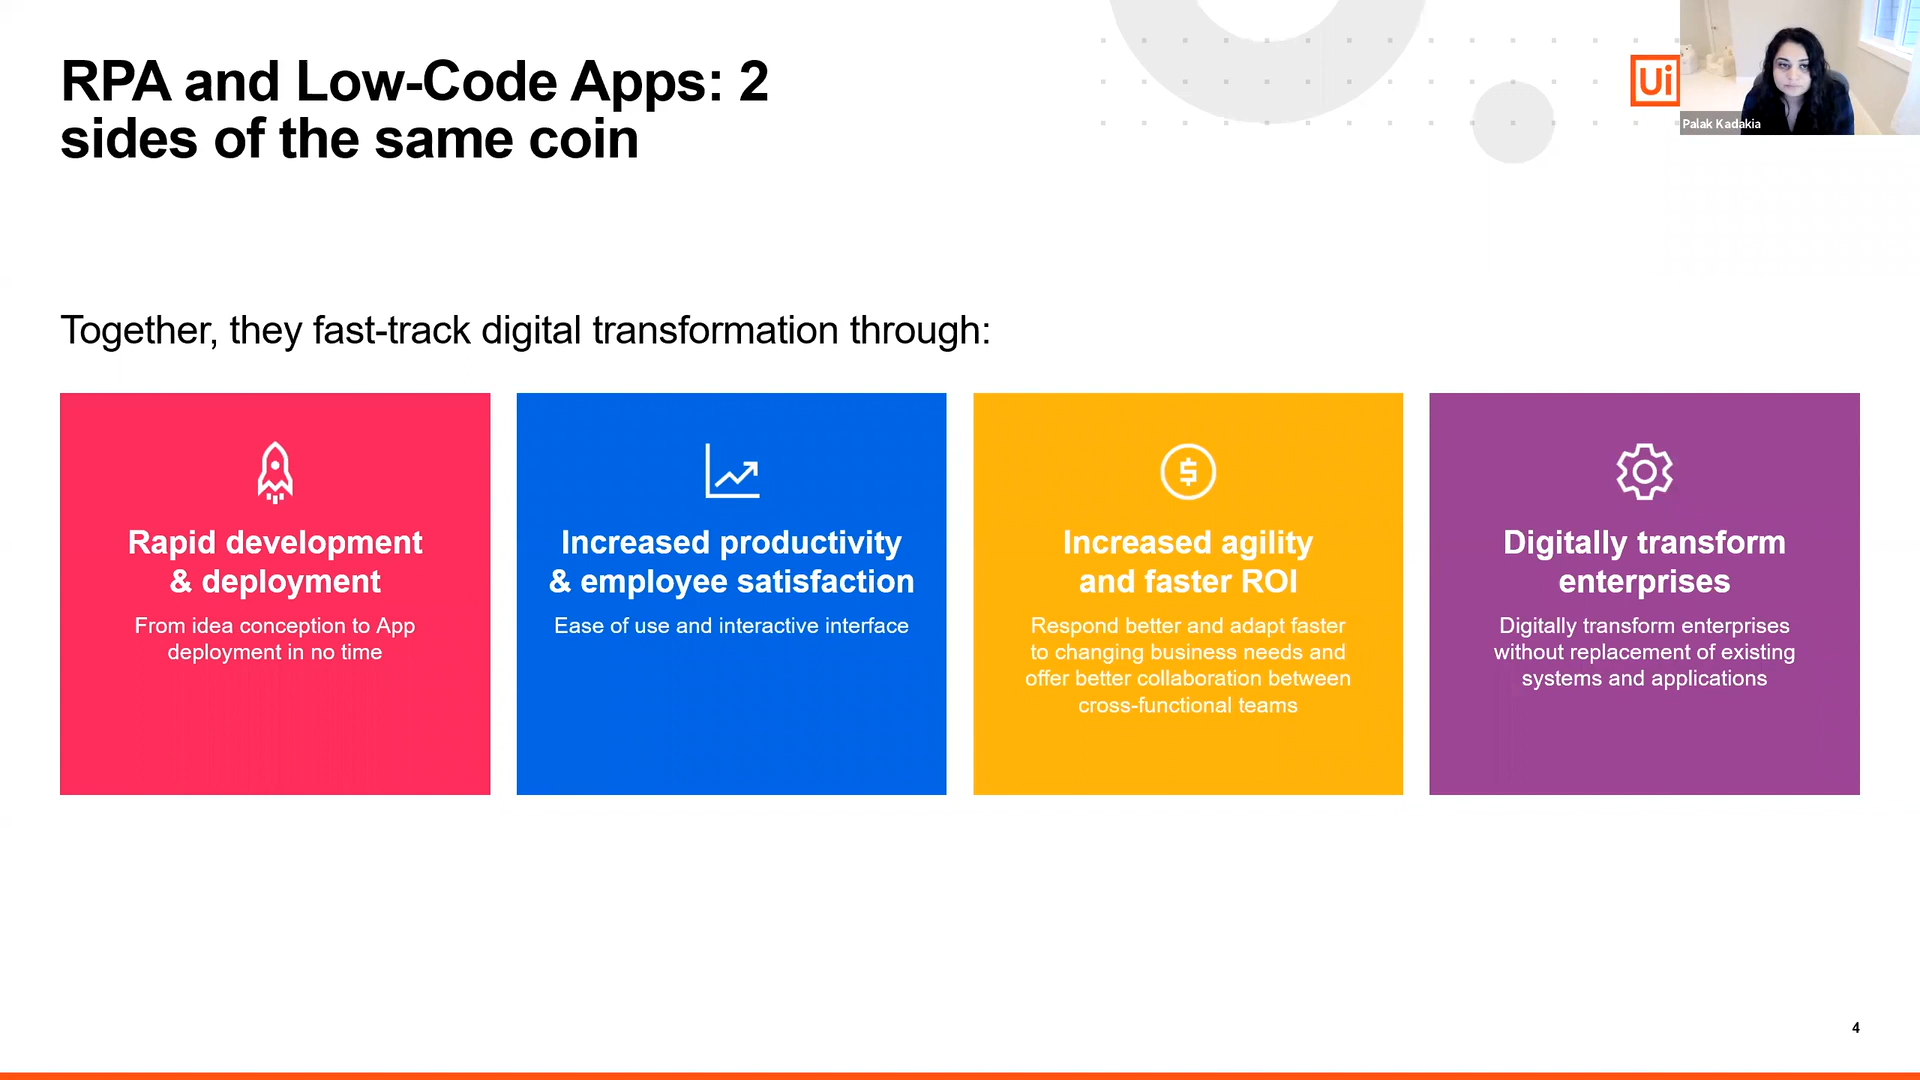 RPA and Low-Code Apps: 2
sides of the same coin
Ui
Palak Kadakia
Together, they fast-track digital transformation through:
Rapid development
& deployment
From idea conception to App
deployment in no time
Increased productivity
& employee satisfaction
Ease of use and interactive interface
$
Increased agility
and faster ROI
Respond better and adapt faster
to changing business needs and
offer better collaboration between
cross-functional teams
Digitally transform
enterprises
Digitally transform enterprises
without replacement of existing
systems and applications
4